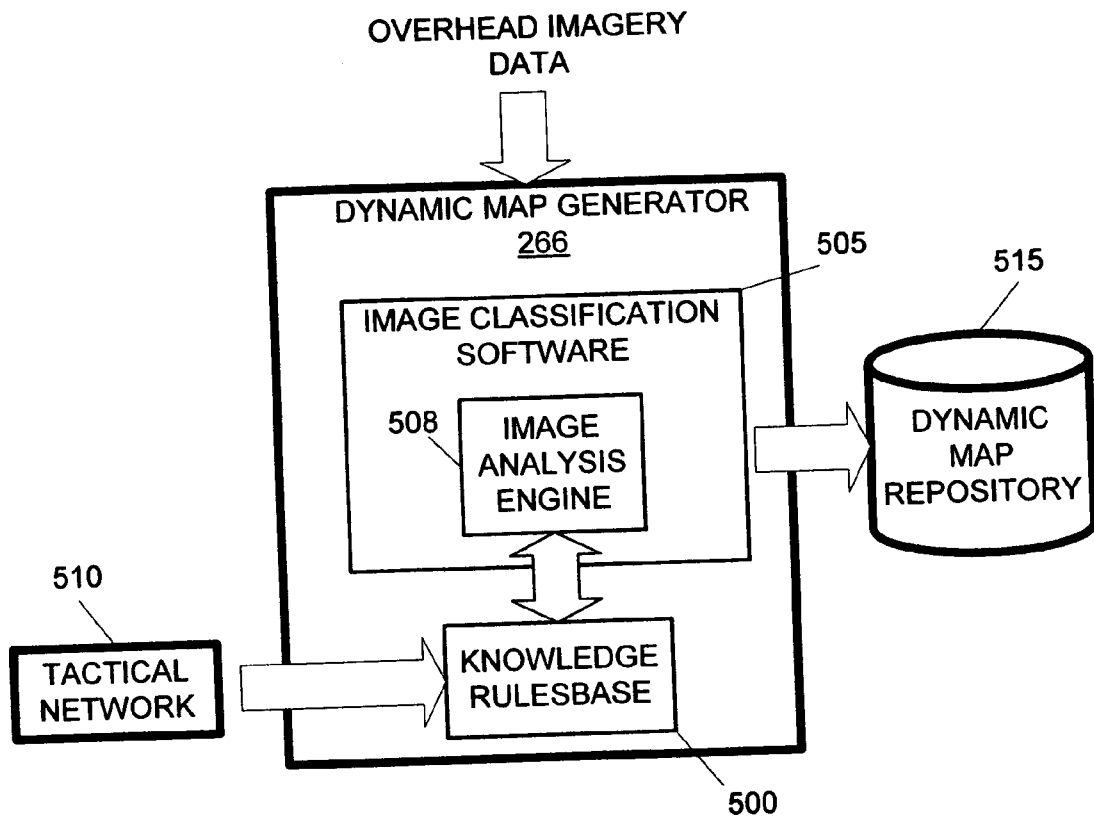 OVERHEAD IMAGERY
DATA
DYNAMIC MAP GENERATOR
266
505
515
IMAGE CLASSIFICATION
SOFTWARE
508
IMAGE
ANALYSIS
ENGINE
DYNAMIC
MAP
REPOSITORY
510
TACTICAL
NETWORK
KNOWLEDGE
RULESBASE
500